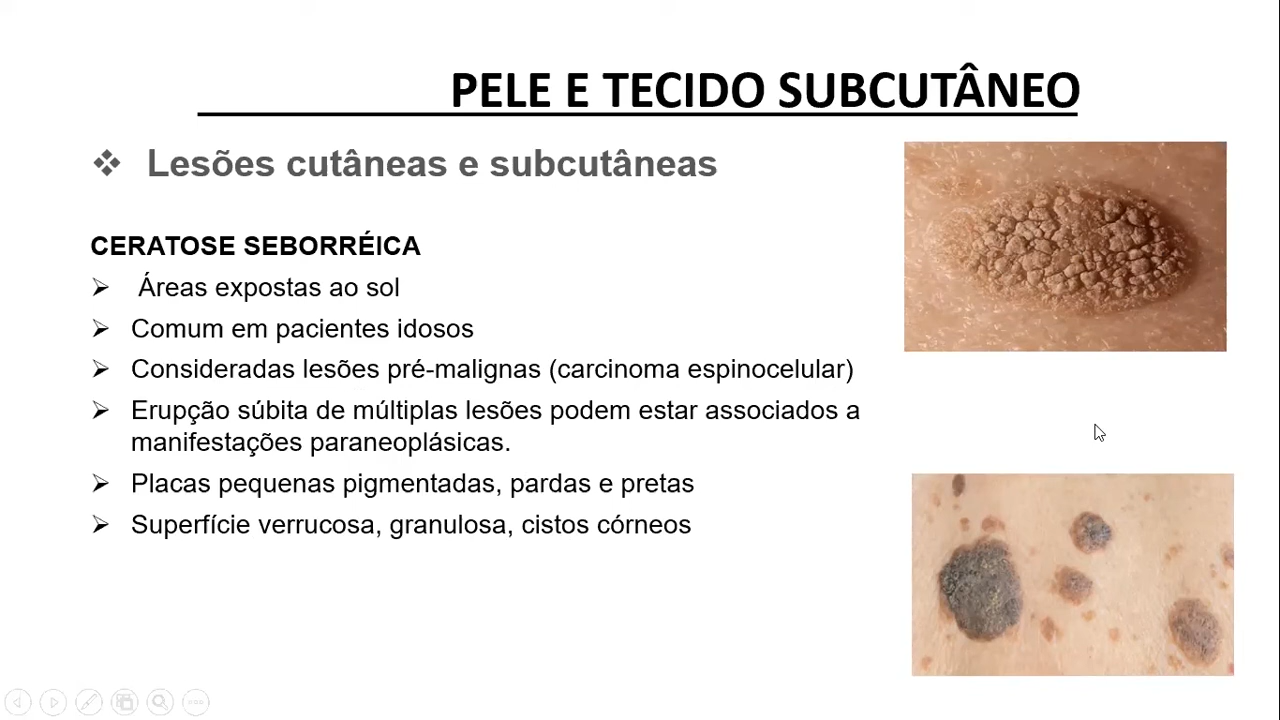 PELE E TECIDO SUBCUTÂNEO
❖ Lesões cutâneas e subcutâneas
CERATOSE SEBORRÉICA
➢ Áreas expostas ao sol
➢ Comum em pacientes idosos
➢ Consideradas lesões pré-malignas (carcinoma espinocelular)
➢ Erupção súbita de múltiplas lesões podem estar associados a
manifestações paraneoplásicas.
➢ Placas pequenas pigmentadas, pardas e pretas
➢ Superfície verrucosa, granulosa, cistos córneos